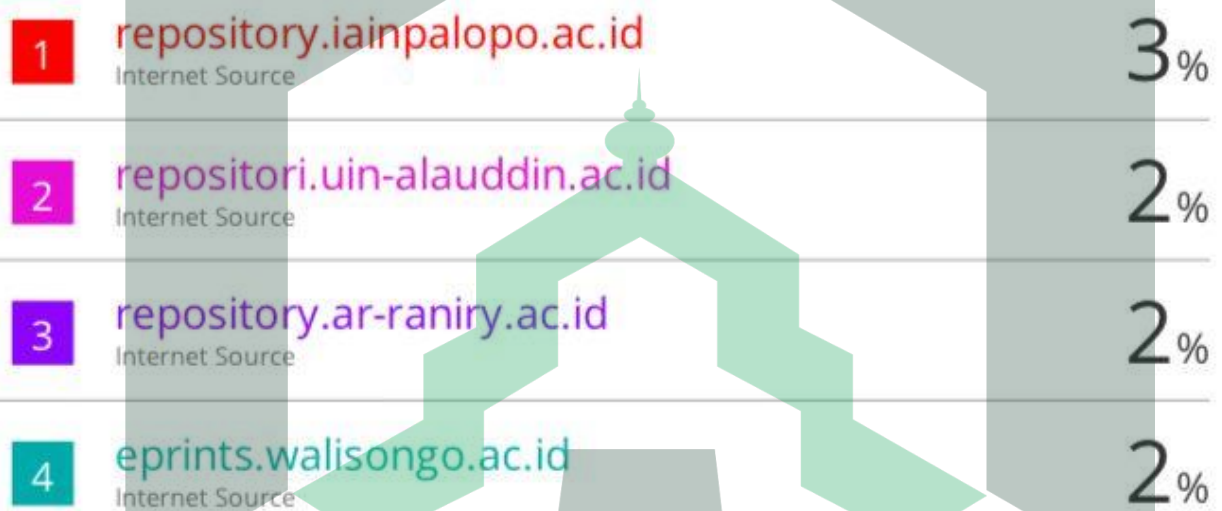 1 repository.iainpalopo.ac.id 3%
Internet Source
2 repositori.uin-alauddin.ac.id 2%
Internet Source
3 repository.ar-raniry.ac.id 2%
Internet Source
4 eprints.walisongo.ac.id 2%
Internet Source